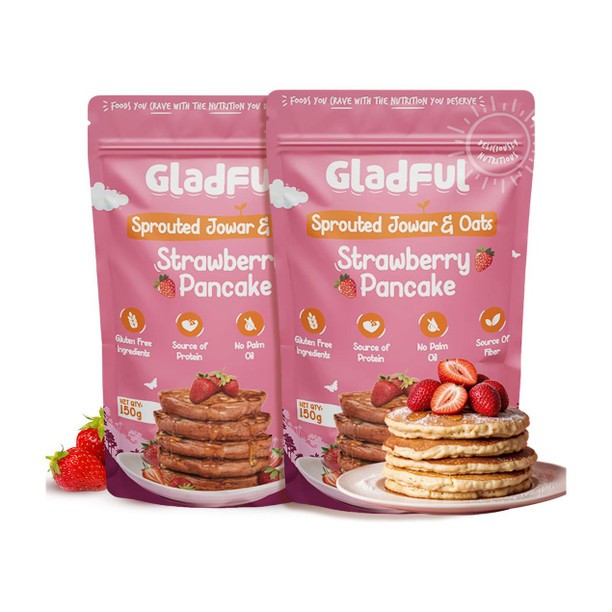 FOODS YOU CRAVE WITH THE NUTRITION YOU DESERVE
GladFul
Sprouted Jowar &
Strawberry
Pancake
Gluten Free
Ingredients
Source of
Protein
No Palm
Oil
NET QTY:
150g
FOODS YOU CRAVE WITH THE NUTRITION YOU DESERVE
DELICIOUSLY
NUTRITIOUS
GladFul
Sprouted Jowar & Oats
Strawberry
Pancake
Gluten Free
Ingredients
Source of
Protein
No Palm
Oil
Source Of
Fiber
NET QTY:
150g